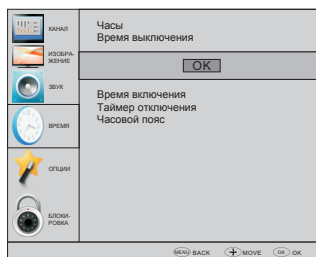 КАНАЛ
ИЗОБРА-
ЖЕНИЕ
ЗВУК
ВРЕМЯ
ОПЦИИ
БЛОКИ-
РОВКА
Часы
Время выключения
OK
Время включения
Таймер отключения
Часовой пояс
MENU BACK MOVE OK OK